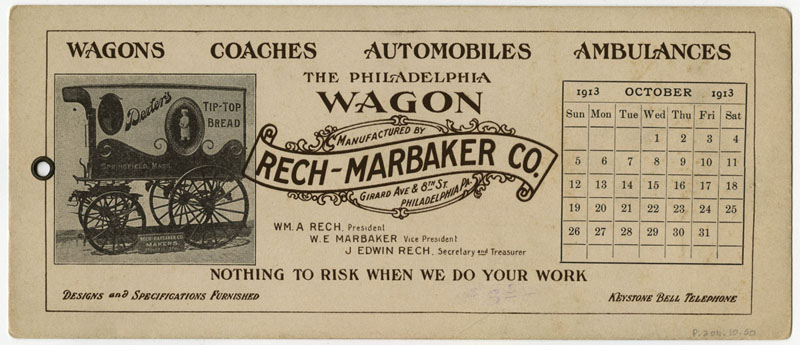 WAGONS COACHES AUTOMOBILES AMBULANCES
Dexter's
TIP-TOP
BREAD
SPRINGFIELD, MASS.
RECH-MARBAKER CO.
MAKERS
THE PHILADELPHIA
WAGON
MANUFACTURED BY
RECH-MARBAKER CO.
GIRARD AVE & 8TH ST.
PHILADELPHIA, PA.
WM. A RECH, President
W. E MARBAKER Vice President
J EDWIN RECH, Secretary and Treasurer
1913 OCTOBER 1913
Sun Mon Tue Wed Thu Fri Sat
1 2 3 4
5 6 7 8 9 10 11
12 13 14 15 16 17 18
19 20 21 22 23 24 25
26 27 28 29 30 31
NOTHING TO RISK WHEN WE DO YOUR WORK
DESIGNS and SPECIFICATIONS FURNISHED
KEYSTONE BELL TELEPHONE